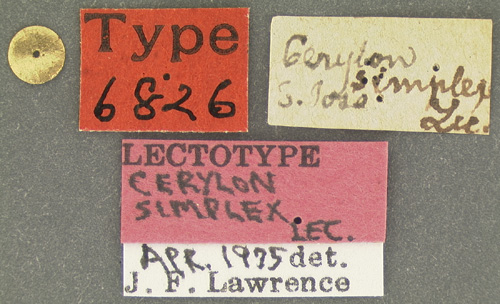 Type
6826
Cerylon
simplex
S. José
Lec.
LECTOTYPE
CERYLON
SIMPLEX
LEC.
APR. 1975 det.
J. F. Lawrence